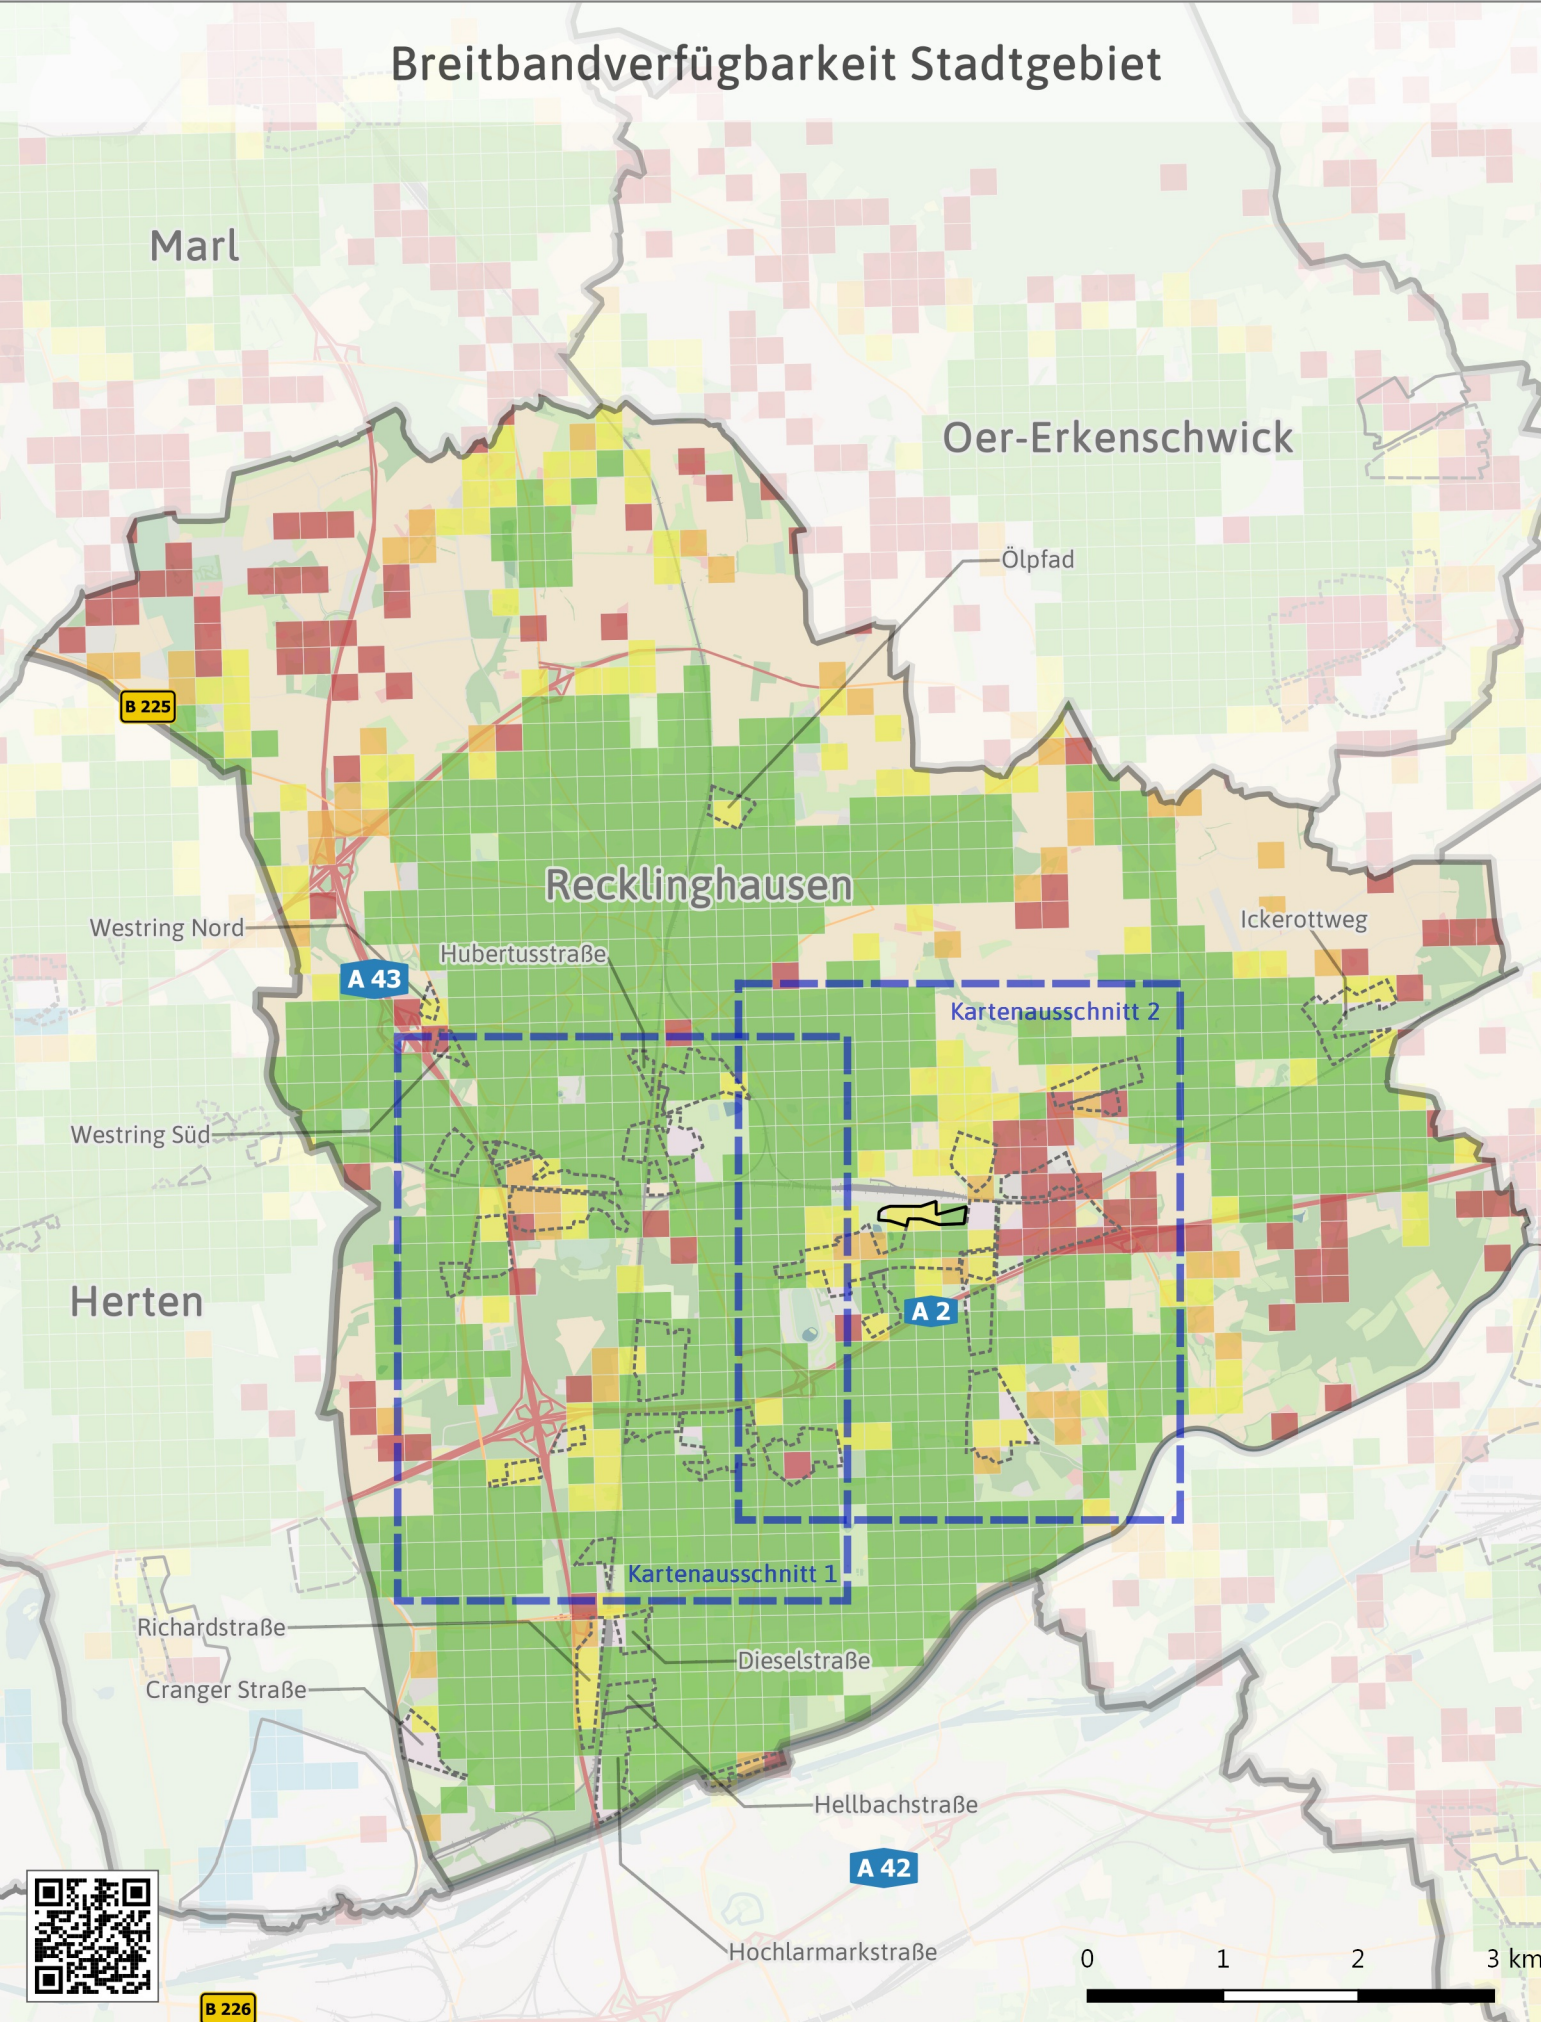 Breitbandverfügbarkeit Stadtgebiet
Marl
Oer-Erkenschwick
Ölpfad
B 225
Recklinghausen
Westring Nord
Ickerottweg
Hubertusstraße
A 43
Kartenausschnitt 2
Westring Süd
Herten
A 2
Kartenausschnitt 1
Richardstraße
Dieselstraße
Cranger Straße
Hellbachstraße
A 42
Hochlarmarkstraße
0 1 2 3 km
B 226